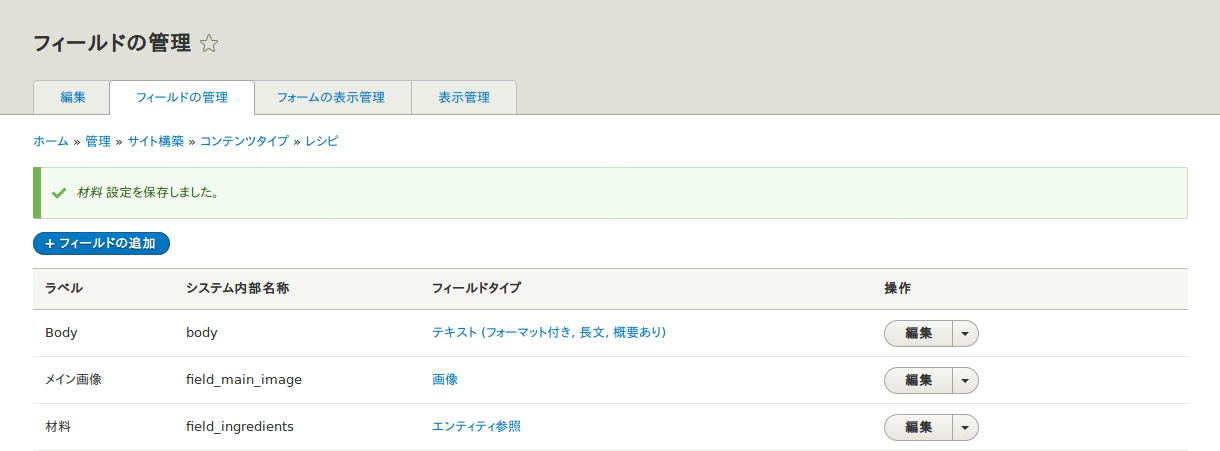 フィールドの管理
編集 フィールドの管理 フォームの表示管理 表示管理
ホーム » 管理 » サイト構築 » コンテンツタイプ » レシピ
材料 設定を保存しました。
+ フィールドの追加
ラベル システム内部名称 フィールドタイプ 操作
Body body テキスト (フォーマット付き, 長文, 概要あり) 編集
メイン画像 field_main_image 画像 編集
材料 field_ingredients エンティティ参照 編集